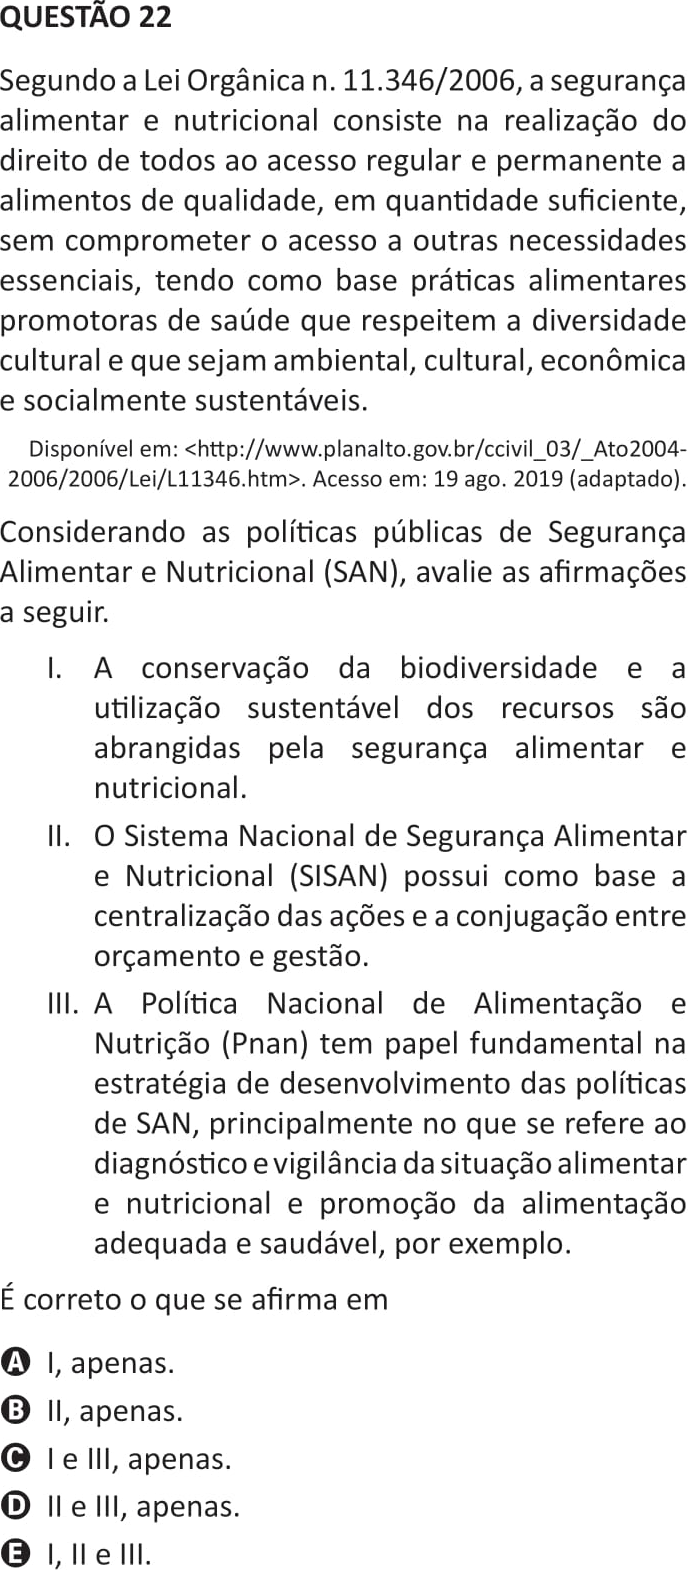 QUESTÃO 22
Segundo a Lei Orgânica n. 11.346/2006, a segurança
alimentar e nutricional consiste na realização do
direito de todos ao acesso regular e permanente a
alimentos de qualidade, em quantidade suficiente,
sem comprometer o acesso a outras necessidades
essenciais, tendo como base práticas alimentares
promotoras de saúde que respeitem a diversidade
cultural e que sejam ambiental, cultural, econômica
e socialmente sustentáveis.
Disponível em: <http://www.planalto.gov.br/ccivil_03/_Ato2004-
2006/2006/Lei/L11346.htm>. Acesso em: 19 ago. 2019 (adaptado).
Considerando as políticas públicas de Segurança
Alimentar e Nutricional (SAN), avalie as afirmações
a seguir.
I. A conservação da biodiversidade e a
utilização sustentável dos recursos são
abrangidas pela segurança alimentar e
nutricional.
II. O Sistema Nacional de Segurança Alimentar
e Nutricional (SISAN) possui como base a
centralização das ações e a conjugação entre
orçamento e gestão.
III. A Política Nacional de Alimentação e
Nutrição (Pnan) tem papel fundamental na
estratégia de desenvolvimento das políticas
de SAN, principalmente no que se refere ao
diagnóstico e vigilância da situação alimentar
e nutricional e promoção da alimentação
adequada e saudável, por exemplo.
É correto o que se afirma em
A I, apenas.
B II, apenas.
C I e III, apenas.
D II e III, apenas.
E I, II e III.